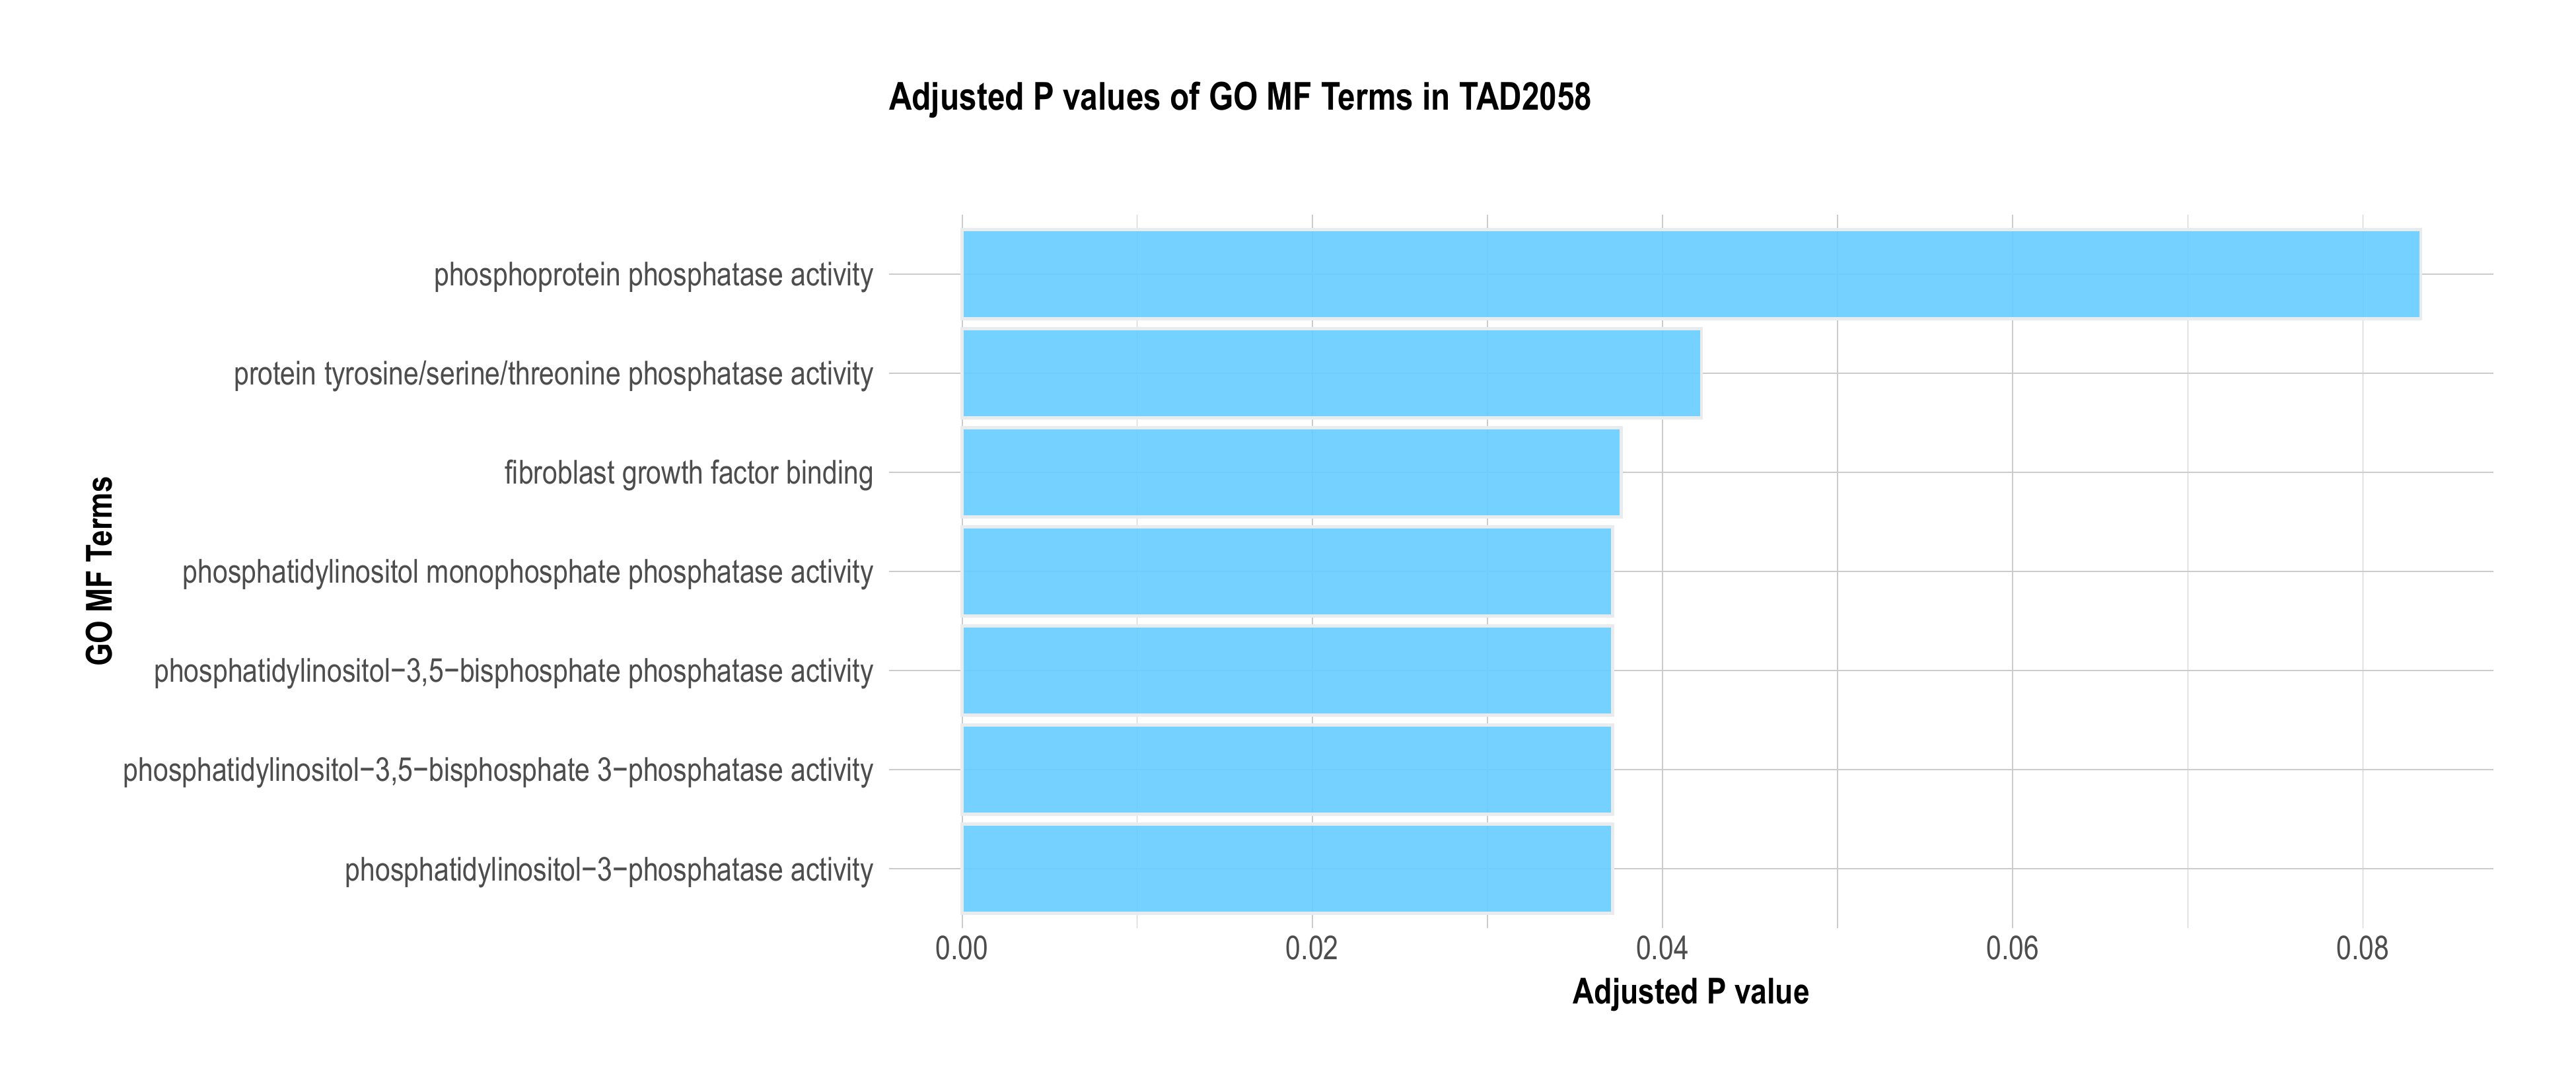 Adjusted P values of GO MF Terms in TAD2058
GO MF Terms
phosphoprotein phosphatase activity
protein tyrosine/serine/threonine phosphatase activity
fibroblast growth factor binding
phosphatidylinositol monophosphate phosphatase activity
phosphatidylinositol−3,5−bisphosphate phosphatase activity
phosphatidylinositol−3,5−bisphosphate 3−phosphatase activity
phosphatidylinositol−3−phosphatase activity
0.00 0.02 0.04 0.06 0.08
Adjusted P value